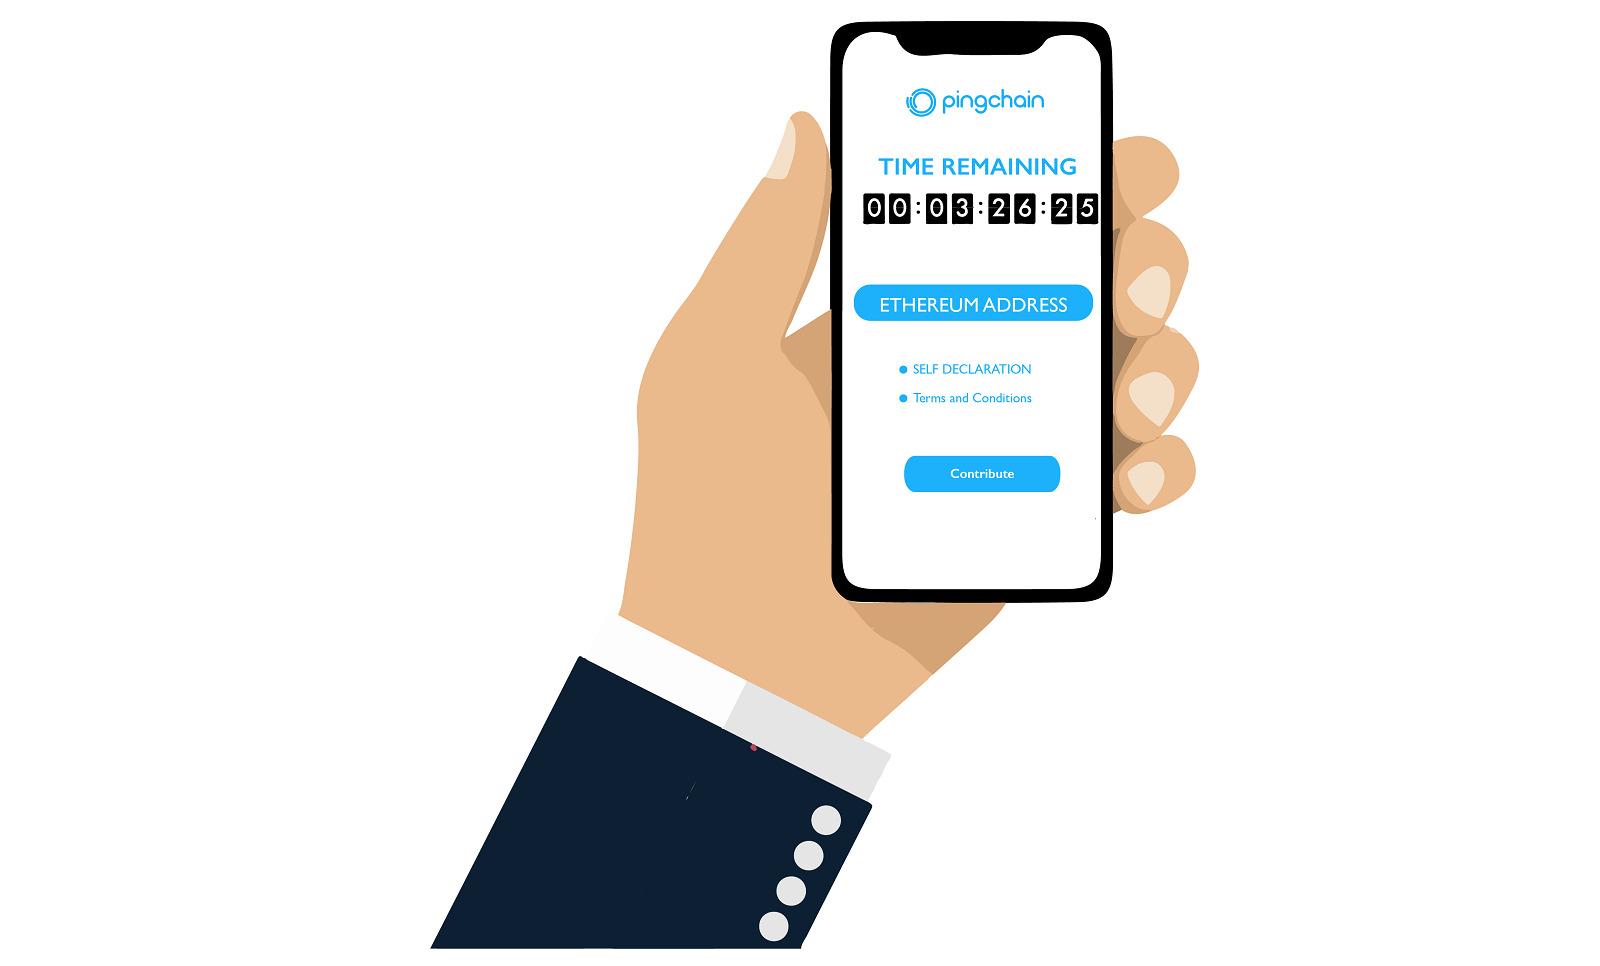 pingchain
TIME REMAINING
00:03:26:25
ETHEREUM ADDRESS
SELF DECLARATION
Terms and Conditions
Contribute